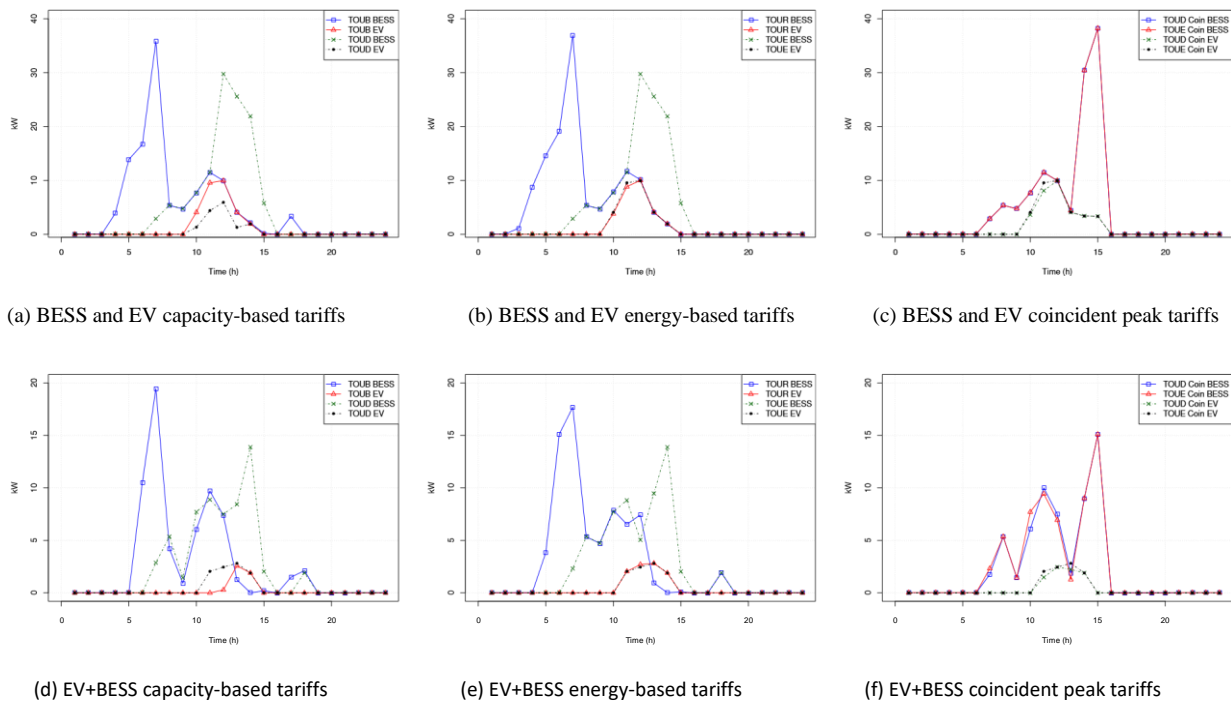 40
30
20
10
0
kW
0 5 10 15 20
Time (h)
TOUB BESS
TOUB EV
TOUD BESS
TOUD EV
40
30
20
10
0
kW
0 5 10 15 20
Time (h)
TOUR BESS
TOUR EV
TOUE BESS
TOUE EV
40
30
20
10
0
kW
0 5 10 15 20
Time (h)
TOUD Coin BESS
TOUE Coin BESS
TOUD Coin EV
TOUE Coin EV
(a) BESS and EV capacity-based tariffs
(b) BESS and EV energy-based tariffs
(c) BESS and EV coincident peak tariffs
20
15
10
5
0
kW
0 5 10 15 20
Time (h)
TOUB BESS
TOUB EV
TOUD BESS
TOUD EV
20
15
10
5
0
kW
0 5 10 15 20
Time (h)
TOUR BESS
TOUR EV
TOUE BESS
TOUE EV
20
15
10
5
0
kW
0 5 10 15 20
Time (h)
TOUD Coin BESS
TOUE Coin BESS
TOUD Coin EV
TOUE Coin EV
(d) EV+BESS capacity-based tariffs
(e) EV+BESS energy-based tariffs
(f) EV+BESS coincident peak tariffs